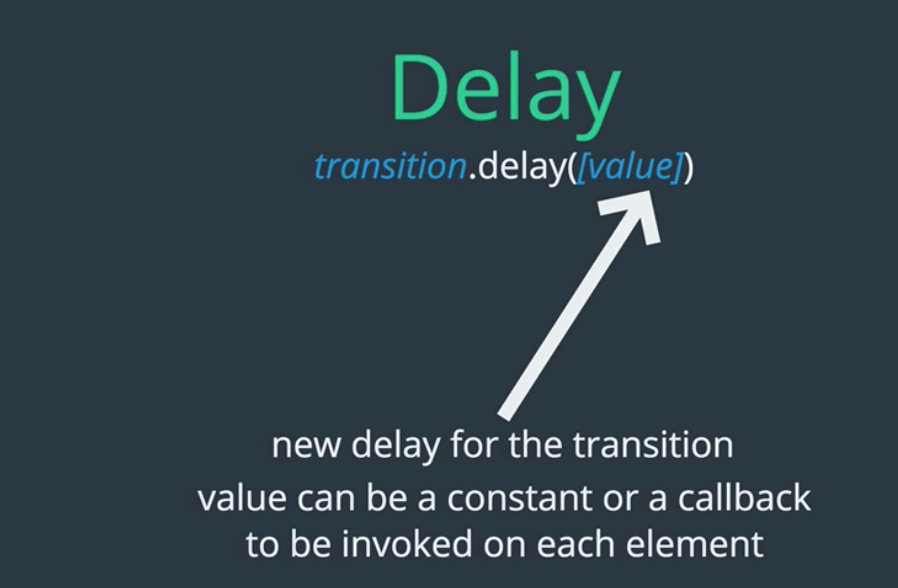 Delay
transition.delay([value])
new delay for the transition
value can be a constant or a callback
to be invoked on each element